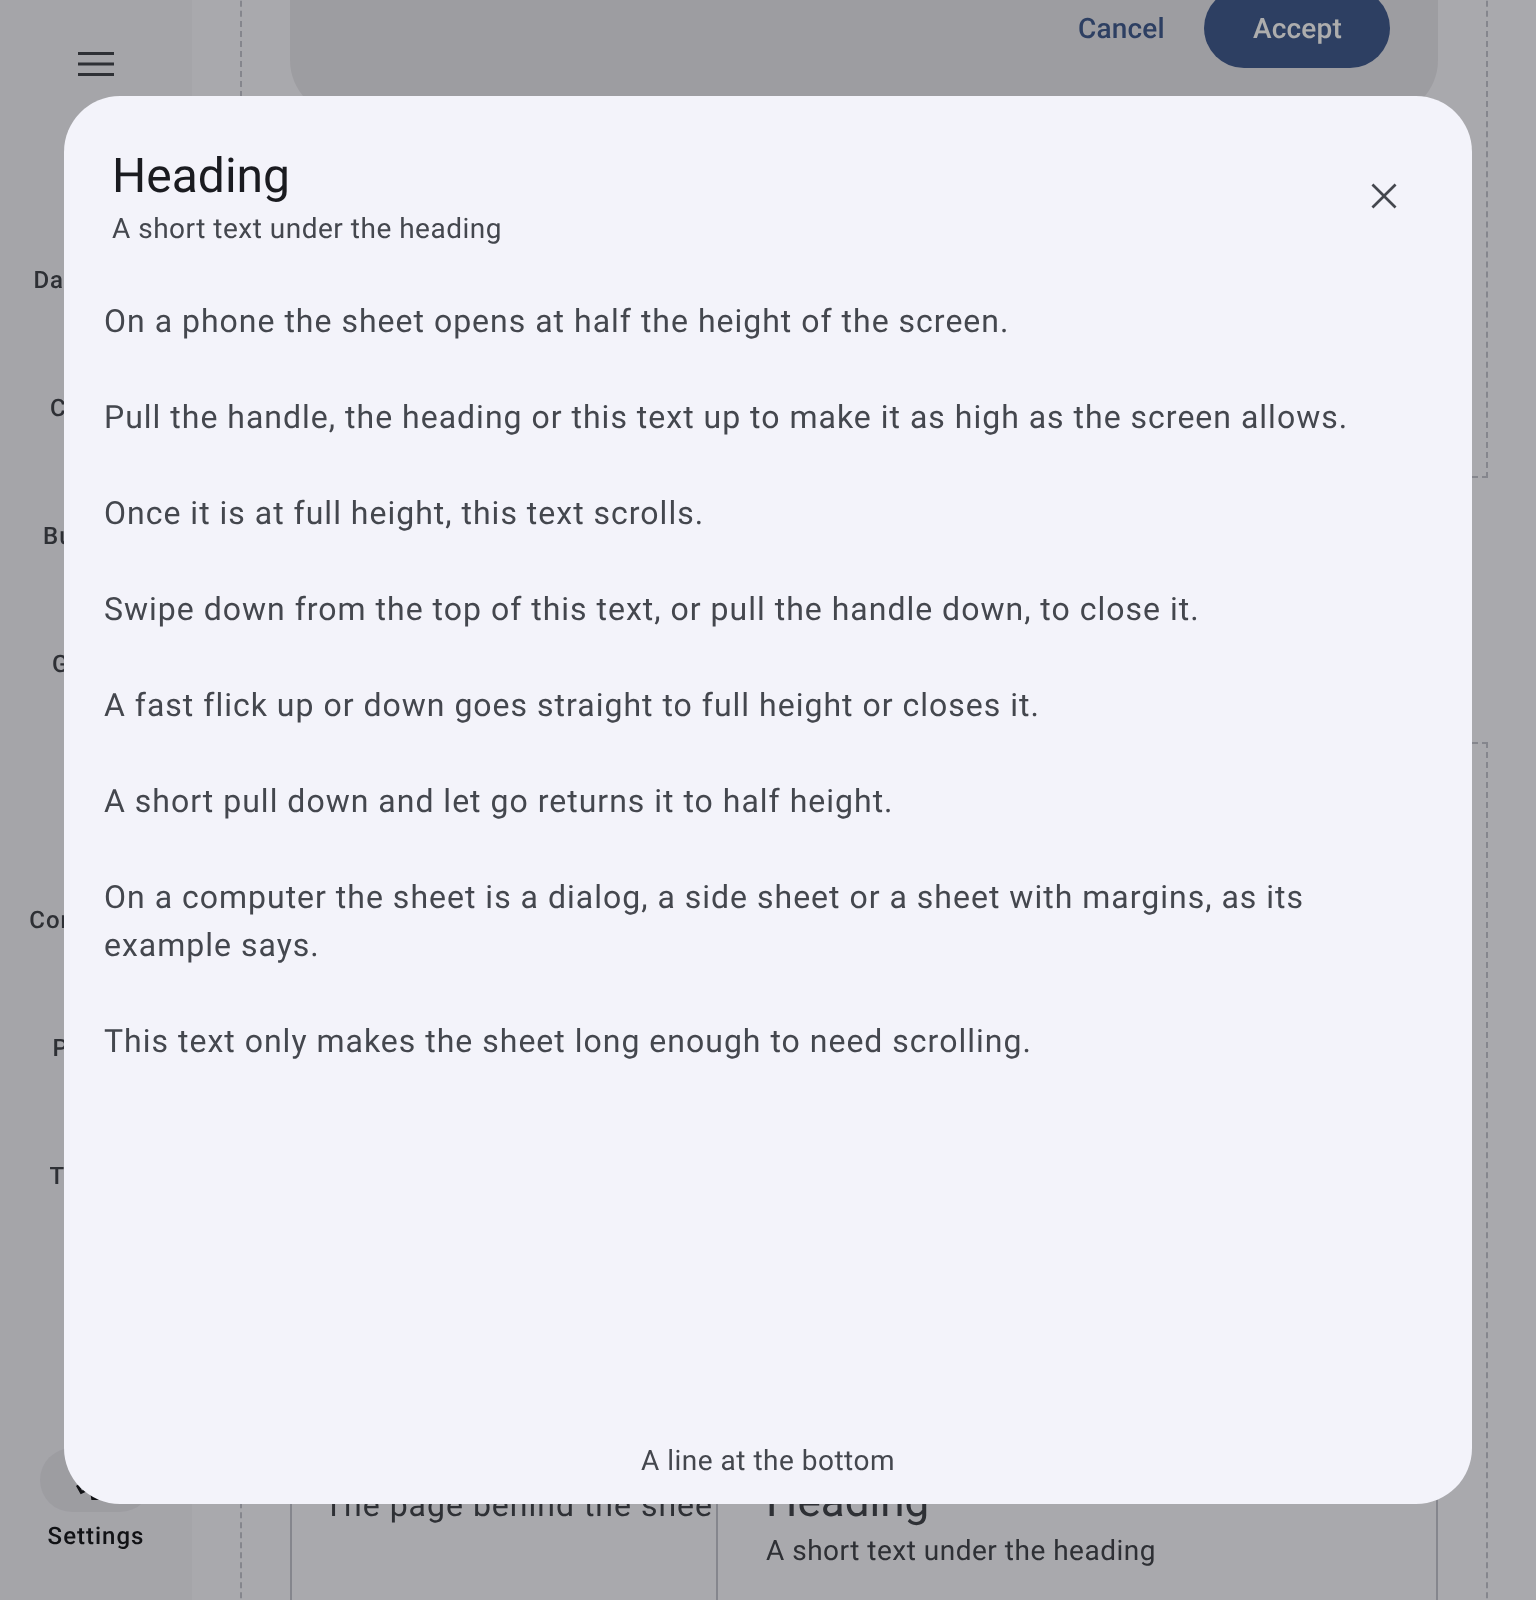 Cancel
Accept
Heading
A short text under the heading
On a phone the sheet opens at half the height of the screen.
Pull the handle, the heading or this text up to make it as high as the screen allows.
Once it is at full height, this text scrolls.
Swipe down from the top of this text, or pull the handle down, to close it.
A fast flick up or down goes straight to full height or closes it.
A short pull down and let go returns it to half height.
On a computer the sheet is a dialog, a side sheet or a sheet with margins, as its
example says.
This text only makes the sheet long enough to need scrolling.
A line at the bottom
The page behind the shee
Heading
Settings
A short text under the heading